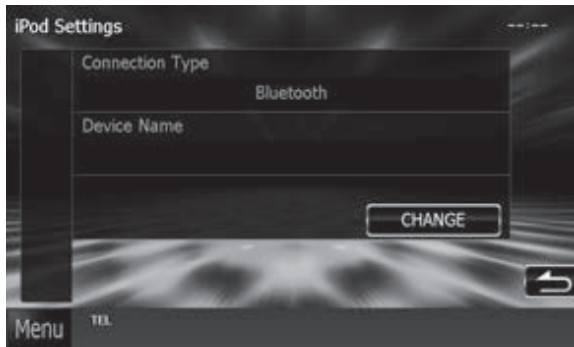 iPod Settings --:--
Connection Type
Bluetooth
Device Name
CHANGE
Menu TEL